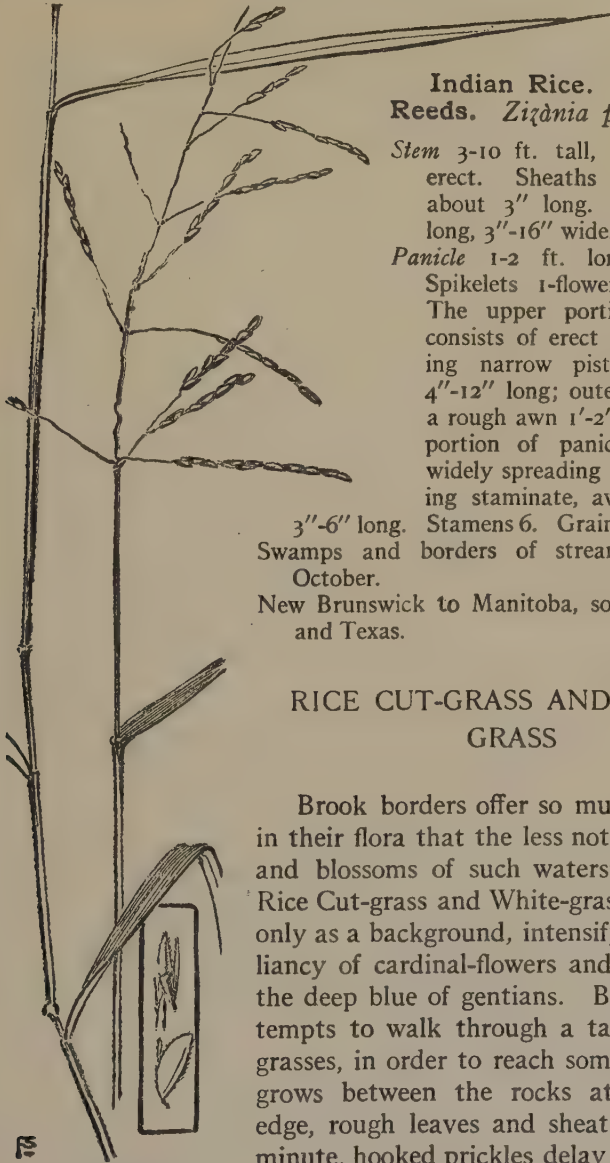 Indian Rice.
Reeds. Zizània
Stem 3-10 ft. tall,
erect. Sheaths
about 3" long.
long, 3"-16" wide
Panicle 1-2 ft. lon
Spikelets 1-flowe
The upper porti
consists of erect
ing narrow pist
4"-12" long; oute
a rough awn 1'-2'
portion of panic
widely spreading
ing staminate, aw
3"-6" long. Stamens 6. Grain
Swamps and borders of strea
October.
New Brunswick to Manitoba, so
and Texas.
RICE CUT-GRASS AND
GRASS
Brook borders offer so mu
in their flora that the less not
and blossoms of such waters
Rice Cut-grass and White-gras
only as a background, intensif
liancy of cardinal-flowers and
the deep blue of gentians. B
tempts to walk through a ta
grasses, in order to reach som
grows between the rocks at
edge, rough leaves and sheat
minute, hooked prickles delay